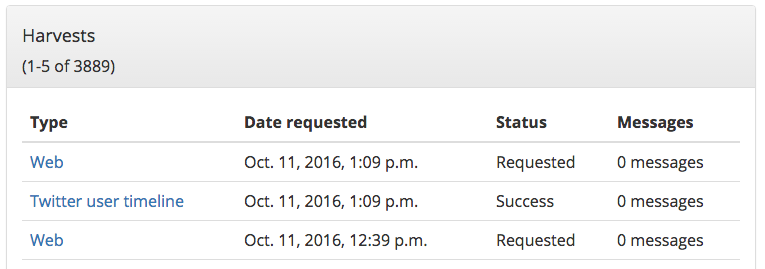 Harvests
(1-5 of 3889)
Type Date requested Status Messages
Web Oct. 11, 2016, 1:09 p.m. Requested 0 messages
Twitter user timeline Oct. 11, 2016, 1:09 p.m. Success 0 messages
Web Oct. 11, 2016, 12:39 p.m. Requested 0 messages